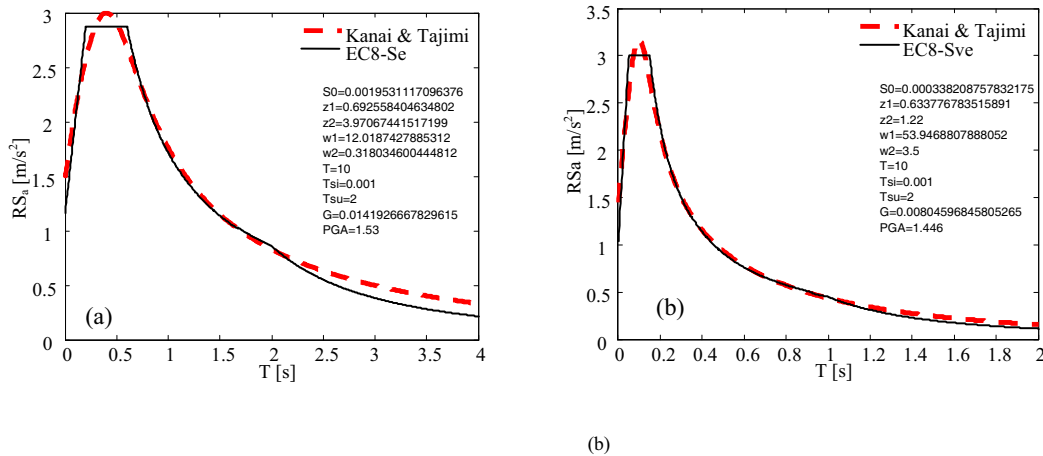 3
2.5
2
1.5
1
0.5
0
RSa [m/s²]
Kanai & Tajimi
EC8-Se
S0=0.0019531117096376
z1=0.692558404634802
z2=3.97067441517199
w1=12.0187427885312
w2=0.318034600444812
T=10
Tsi=0.001
Tsu=2
G=0.0141926667829615
PGA=1.53
(a)
0 0.5 1 1.5 2 2.5 3 3.5 4
T [s]
3.5
3.0
2.5
2.0
1.5
1.0
0.5
0
RSa [m/s²]
Kanai & Tajimi
EC8-Sve
S0=0.000338208757832175
z1=0.633776783515891
z2=1.22
w1=53.9468807888052
w2=3.5
T=10
Tsi=0.001
Tsu=2
G=0.00804596845805265
PGA=1.446
(b)
0 0.2 0.4 0.6 0.8 1.0 1.2 1.4 1.6 1.8 2
T [s]
(b)